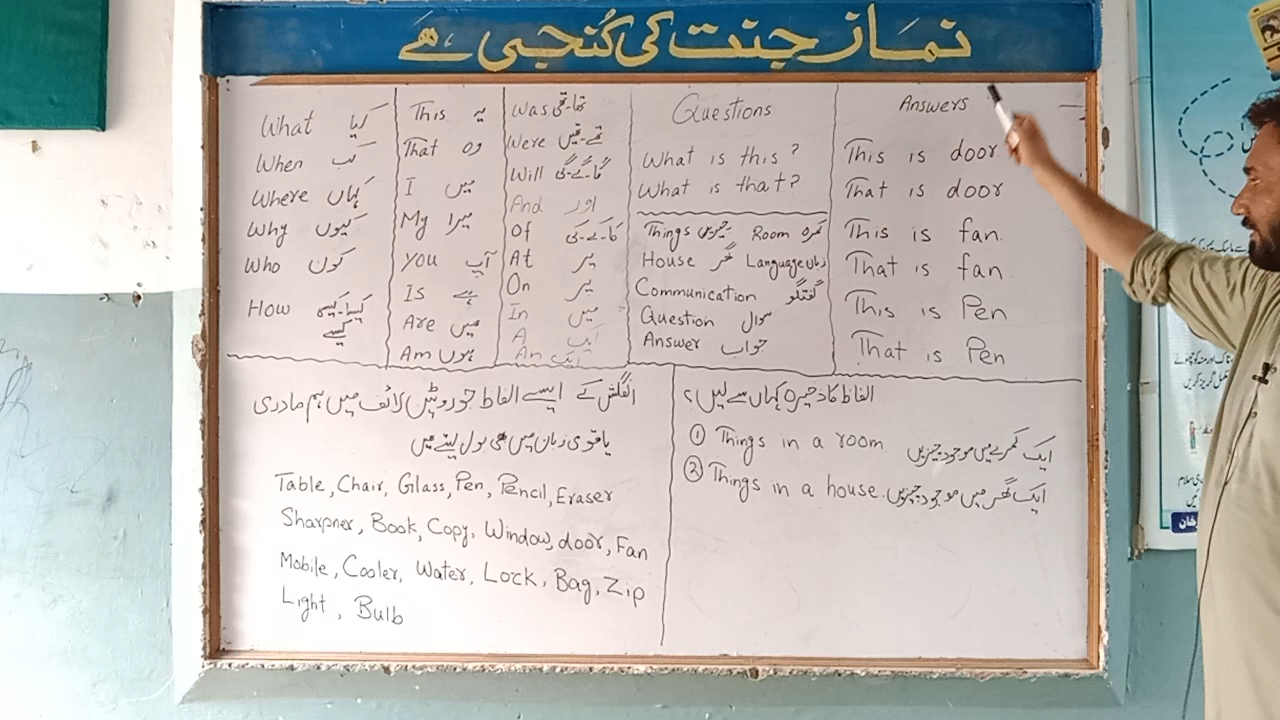 نماز جنت کی کُنجی ہے
What کیا
When کب
Where کہاں
Why کیوں
Who کون
How کیسا۔کیسی
کیسے
This یہ
That وہ
I میں
My میرا
You آپ
Is ہے
Are ہیں
Am ہوں
Was تھا۔تھی
Were تھے۔تھیں
Will گا۔گے۔گی
And اور
Of کا۔کے۔کی
At پر
On پر
In میں
A ایک
An ایک
Questions
What is this?
What is that?
Things چیزیں Room کمرہ
House گھر Language زبان
Communication گفتگو
Question سوال
Answer جواب
Answers
This is door
That is door
This is fan.
That is fan
This is Pen
That is Pen
انگلش کے ایسے الفاظ جو روٹین لائف میں ہم مادری
یا قومی زبان میں بھی بول لیتے ہیں
Table, Chair, Glass, Pen, Pencil, Eraser
Sharpner, Book, Copy, Window, door, Fan
Mobile, Cooler, Water, Lock, Bag, Zip
Light, Bulb
الفاظ کا ذخیرہ کہاں سے لیں؟
① Things in a room ایک کمرے میں موجود چیزیں
② Things in a house. ایک گھر میں موجود چیزیں
خان